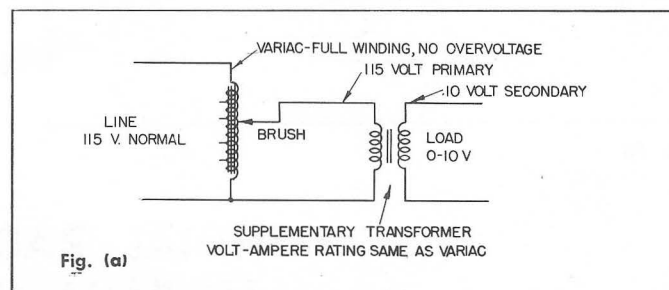 VARIAC-FULL WINDING, NO OVERVOLTAGE
115 VOLT PRIMARY
.10 VOLT SECONDARY
LINE
115 V. NORMAL
BRUSH
LOAD
0-10 V
SUPPLEMENTARY TRANSFORMER
VOLT-AMPERE RATING SAME AS VARIAC
Fig. (a)